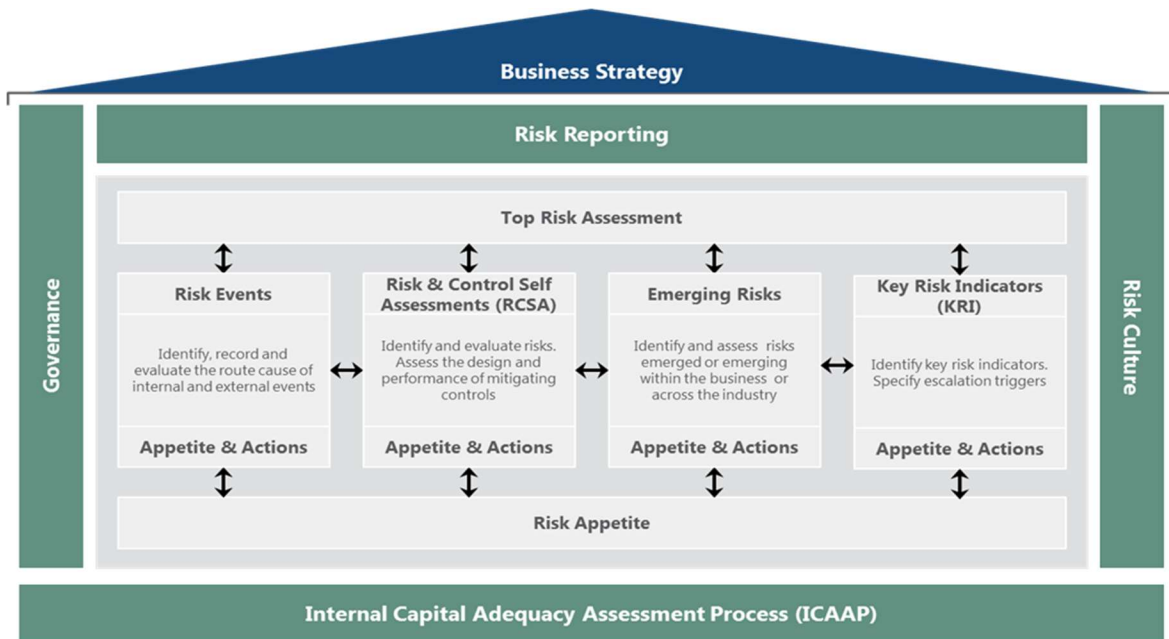 Business Strategy
Risk Reporting
Governance
Risk Culture
Top Risk Assessment
Risk Events
Identify, record and
evaluate the route cause of
internal and external events
Appetite & Actions
Risk & Control Self
Assessments (RCSA)
Identify and evaluate risks.
Assess the design and
performance of mitigating
controls
Appetite & Actions
Emerging Risks
Identify and assess risks
emerged or emerging
within the business or
across the industry
Appetite & Actions
Key Risk Indicators
(KRI)
Identify key risk indicators.
Specify escalation triggers
Appetite & Actions
Risk Appetite
Internal Capital Adequacy Assessment Process (ICAAP)